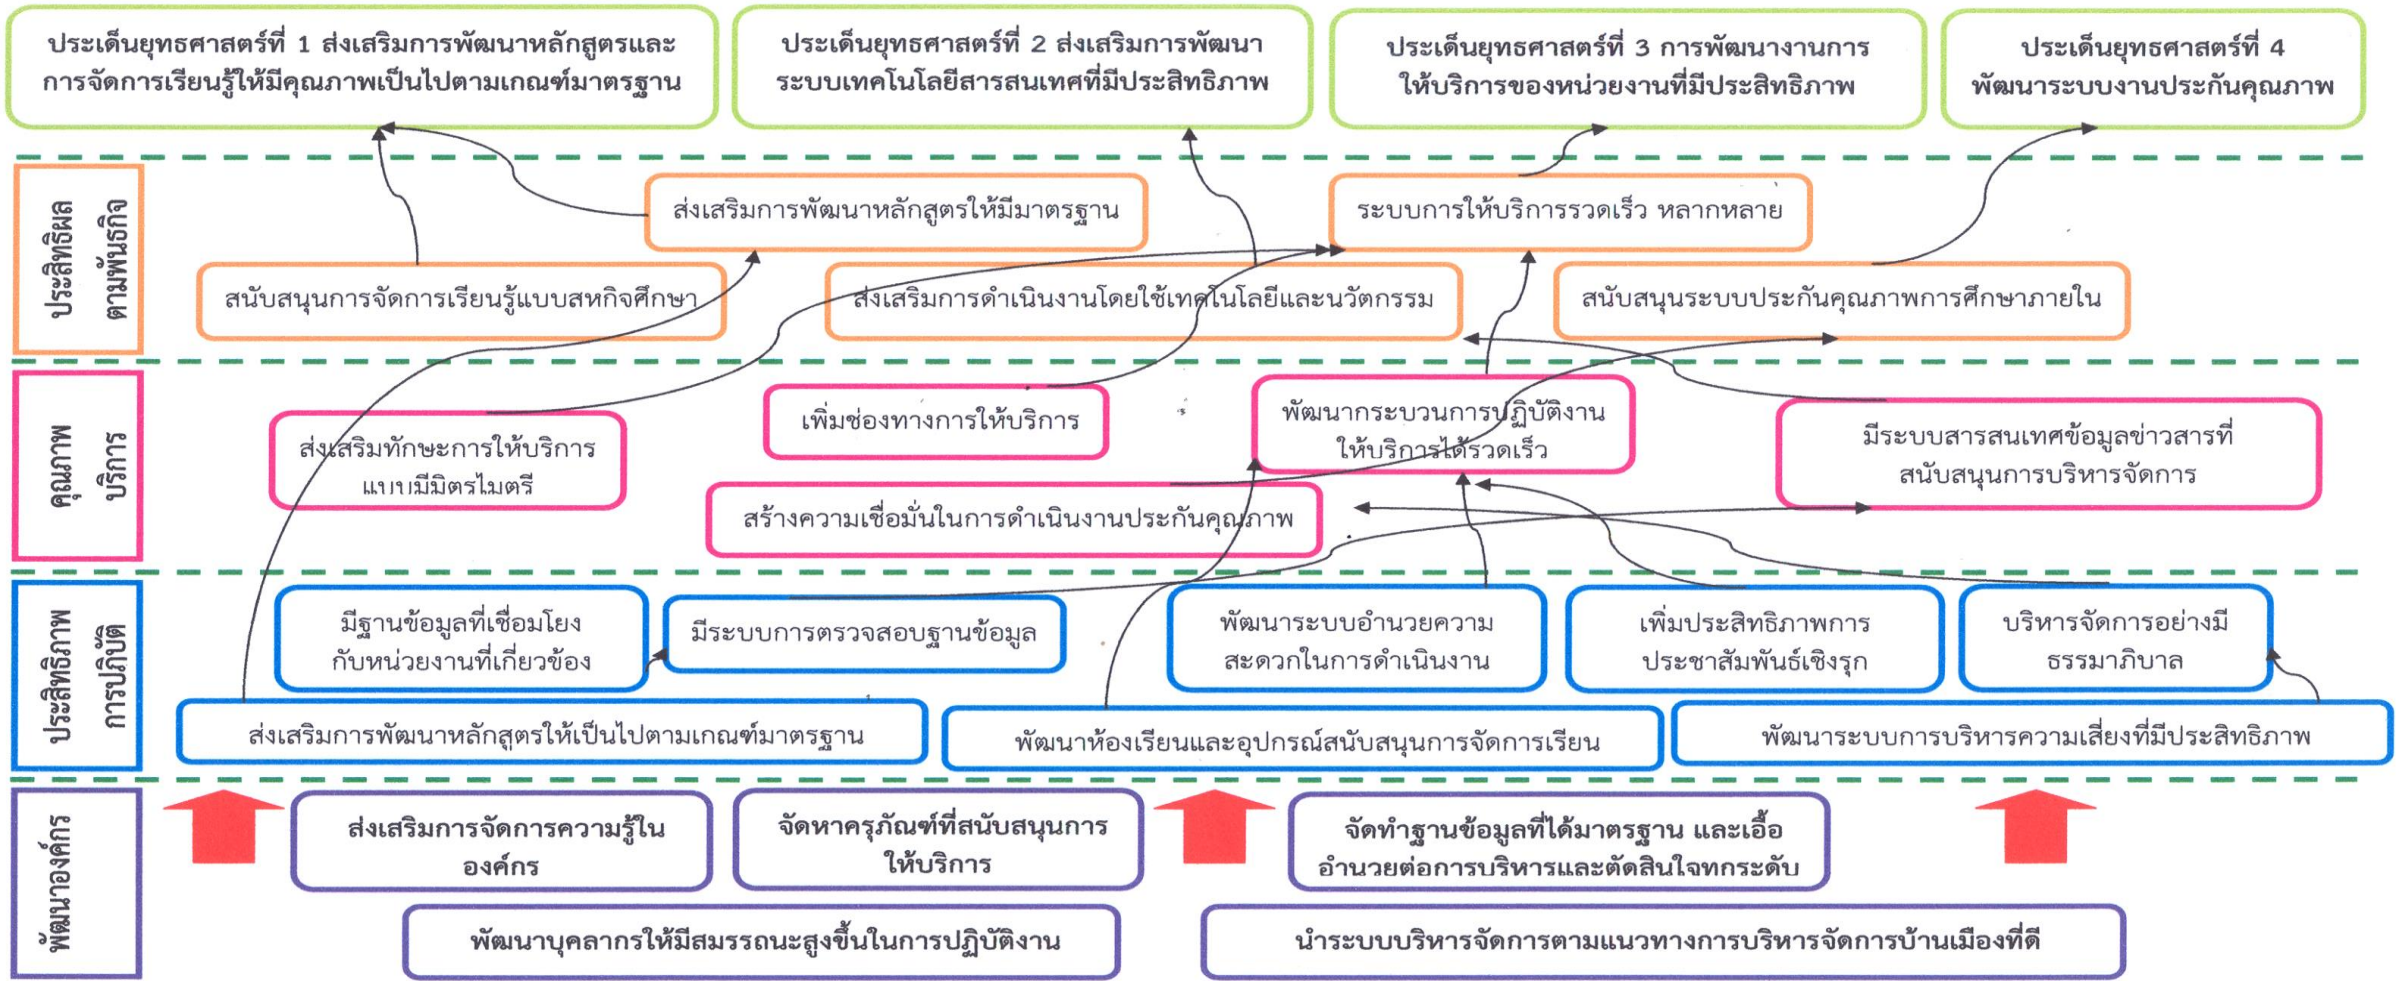 ประเด็นยุทธศาสตร์ที่ 1 ส่งเสริมการพัฒนาหลักสูตรและ
การจัดการเรียนรู้ให้มีคุณภาพเป็นไปตามเกณฑ์มาตรฐาน
ประเด็นยุทธศาสตร์ที่ 2 ส่งเสริมการพัฒนา
ระบบเทคโนโลยีสารสนเทศที่มีประสิทธิภาพ
ประเด็นยุทธศาสตร์ที่ 3 การพัฒนางานการ
ให้บริการของหน่วยงานที่มีประสิทธิภาพ
ประเด็นยุทธศาสตร์ที่ 4
พัฒนาระบบงานประกันคุณภาพ
ประสิทธิผล
ตามพันธกิจ
ส่งเสริมการพัฒนาหลักสูตรให้มีมาตรฐาน
ระบบการให้บริการรวดเร็ว หลากหลาย
สนับสนุนการจัดการเรียนรู้แบบสหกิจศึกษา
ส่งเสริมการดำเนินงานโดยใช้เทคโนโลยีและนวัตกรรม
สนับสนุนระบบประกันคุณภาพการศึกษาภายใน
คุณภาพ
บริการ
ส่งเสริมทักษะการให้บริการ
แบบมีมิตรไมตรี
เพิ่มช่องทางการให้บริการ
พัฒนากระบวนการปฏิบัติงาน
ให้บริการได้รวดเร็ว
มีระบบสารสนเทศข้อมูลข่าวสารที่
สนับสนุนการบริหารจัดการ
สร้างความเชื่อมั่นในการดำเนินงานประกันคุณภาพ
ประสิทธิภาพ
การปฏิบัติ
มีฐานข้อมูลที่เชื่อมโยง
กับหน่วยงานที่เกี่ยวข้อง
มีระบบการตรวจสอบฐานข้อมูล
พัฒนาระบบอำนวยความ
สะดวกในการดำเนินงาน
เพิ่มประสิทธิภาพการ
ประชาสัมพันธ์เชิงรุก
บริหารจัดการอย่างมี
ธรรมาภิบาล
ส่งเสริมการพัฒนาหลักสูตรให้เป็นไปตามเกณฑ์มาตรฐาน
พัฒนาห้องเรียนและอุปกรณ์สนับสนุนการจัดการเรียน
พัฒนาระบบการบริหารความเสี่ยงที่มีประสิทธิภาพ
พัฒนาองค์กร
ส่งเสริมการจัดการความรู้ใน
องค์กร
จัดหาครุภัณฑ์ที่สนับสนุนการ
ให้บริการ
จัดทำฐานข้อมูลที่ได้มาตรฐาน และเอื้อ
อำนวยต่อการบริหารและตัดสินใจทุกระดับ
พัฒนาบุคลากรให้มีสมรรถนะสูงขึ้นในการปฏิบัติงาน
นำระบบบริหารจัดการตามแนวทางการบริหารจัดการบ้านเมืองที่ดี